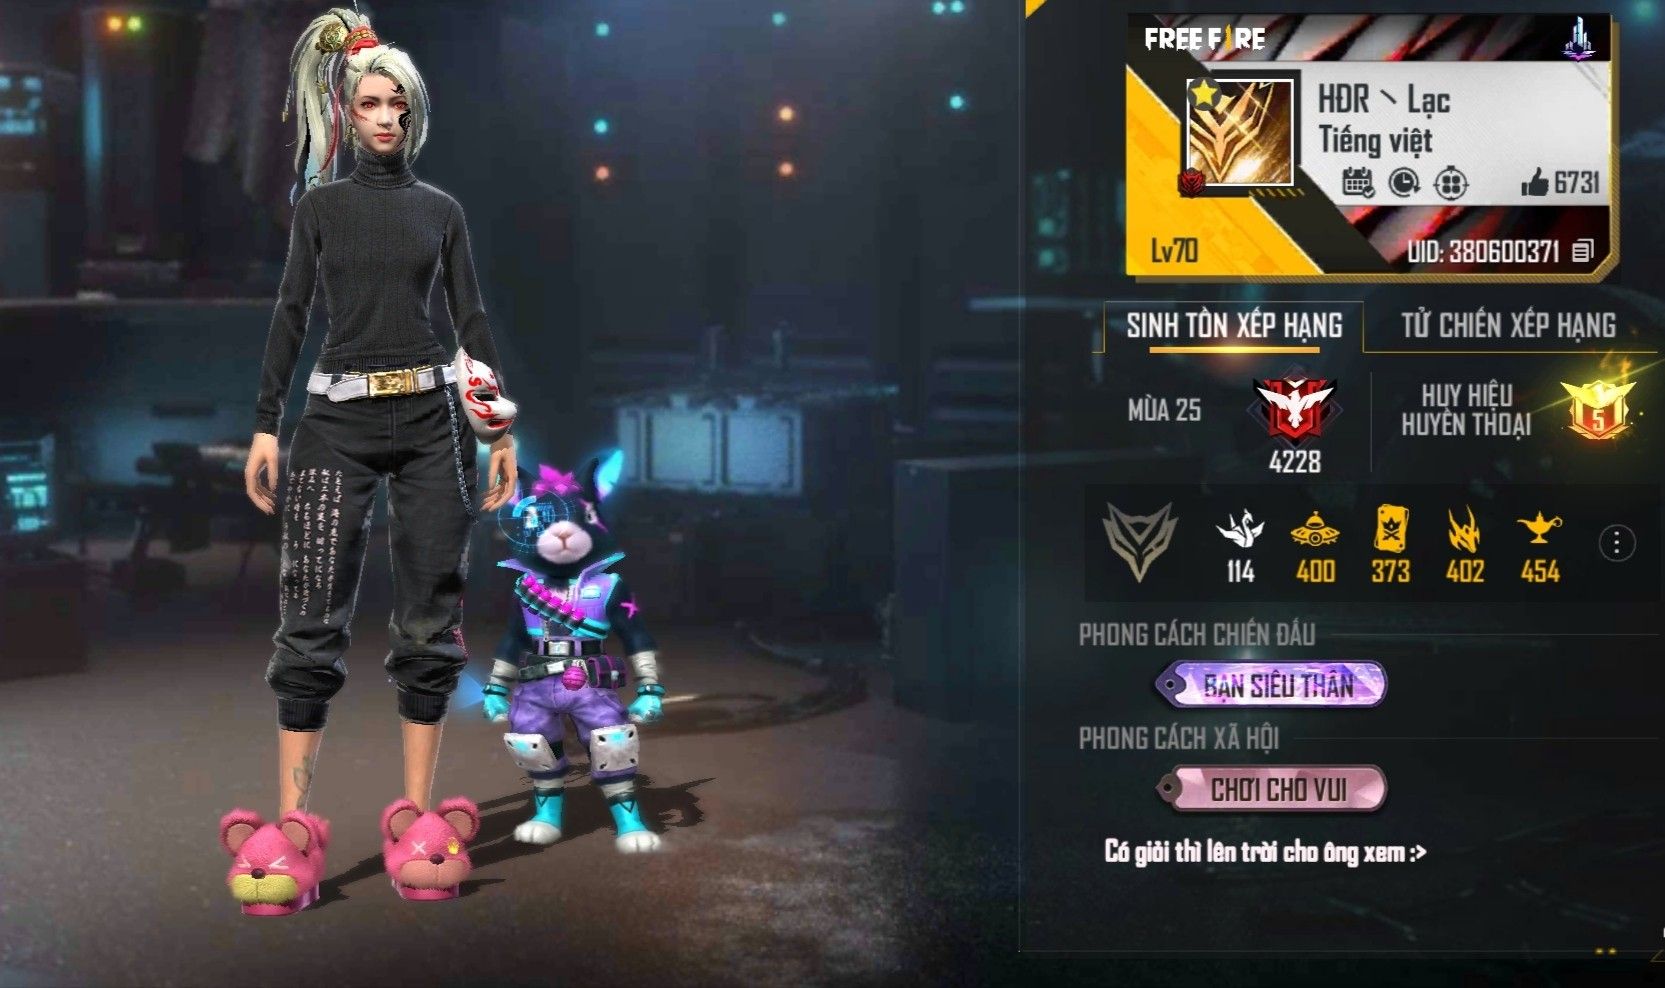 FREE FIRE
HĐR丶Lạc
Tiếng việt
6731
Lv70
UID: 380600371
SINH TỒN XẾP HẠNG
TỬ CHIẾN XẾP HẠNG
MÙA 25
4228
HUY HIỆU
HUYỀN THOẠI
5
114 400 373 402 454
PHONG CÁCH CHIẾN ĐẤU
BẠN SIÊU THÂN
PHONG CÁCH XÃ HỘI
CHƠI CHO VUI
Có giỏi thì lên trời cho ông xem :>